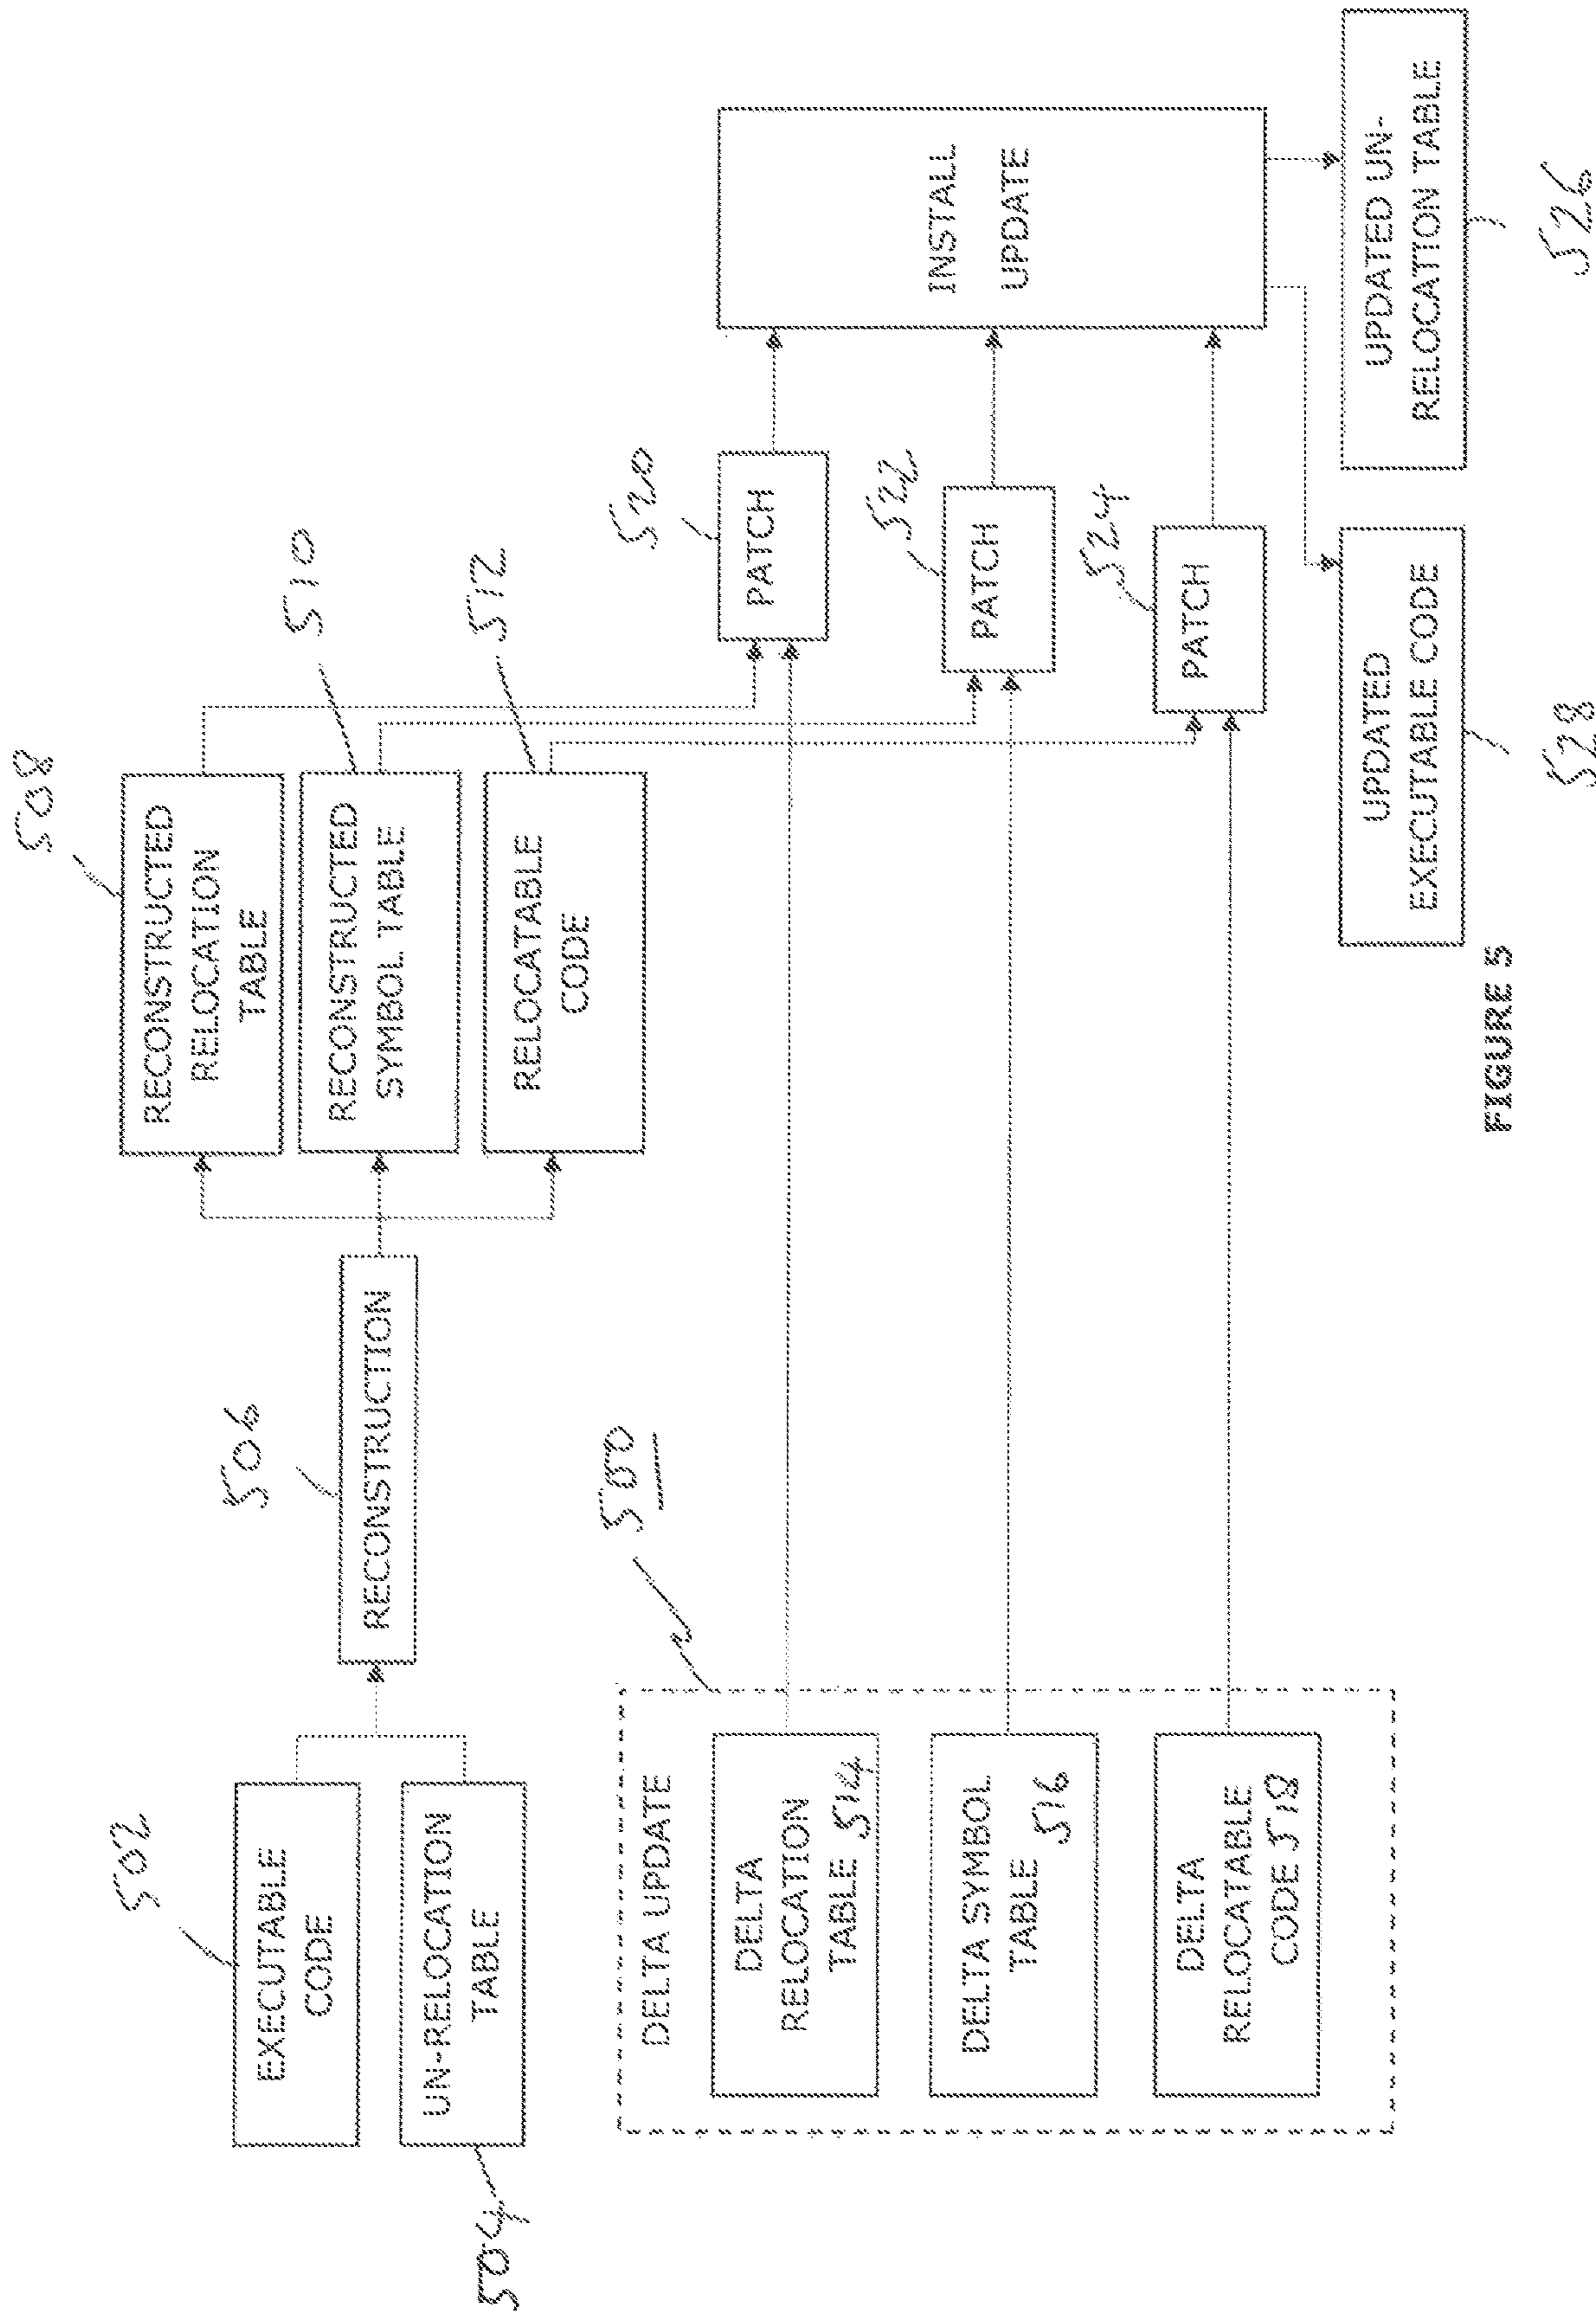 508
RECONSTRUCTED
RELOCATION
TABLE
510
RECONSTRUCTED
SYMBOL TABLE
512
RELOCATABLE
CODE
502
EXECUTABLE
CODE
506
RECONSTRUCTION
504
UN-RELOCATION
TABLE
500
DELTA UPDATE
DELTA
RELOCATION
TABLE 514
DELTA SYMBOL
TABLE 516
DELTA
RELOCATABLE
CODE 518
520
PATCH
522
PATCH
524
PATCH
INSTALL
UPDATE
UPDATED
EXECUTABLE CODE
528
UPDATED UN-
RELOCATION TABLE
526
FIGURE 5